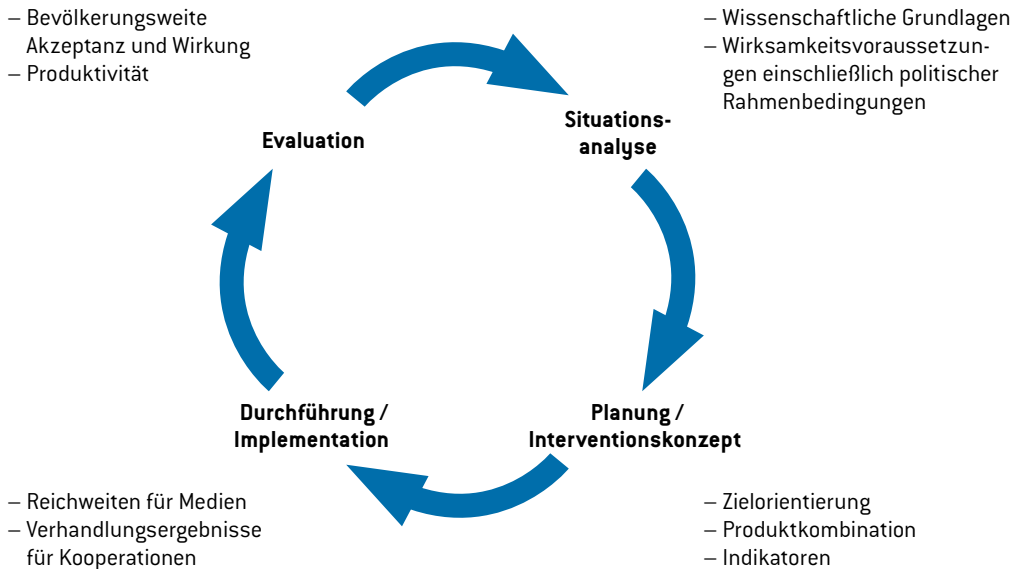 – Bevölkerungsweite
Akzeptanz und Wirkung
– Produktivität
– Wissenschaftliche Grundlagen
– Wirksamkeitsvoraussetzun-
gen einschließlich politischer
Rahmenbedingungen
Evaluation
Situations-
analyse
Durchführung /
Implementation
Planung /
Interventionskonzept
– Reichweiten für Medien
– Verhandlungsergebnisse
für Kooperationen
– Zielorientierung
– Produktkombination
– Indikatoren